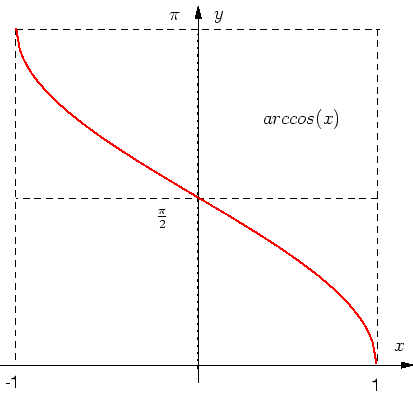 π y
arccos(x)
π/2
x
-1 1